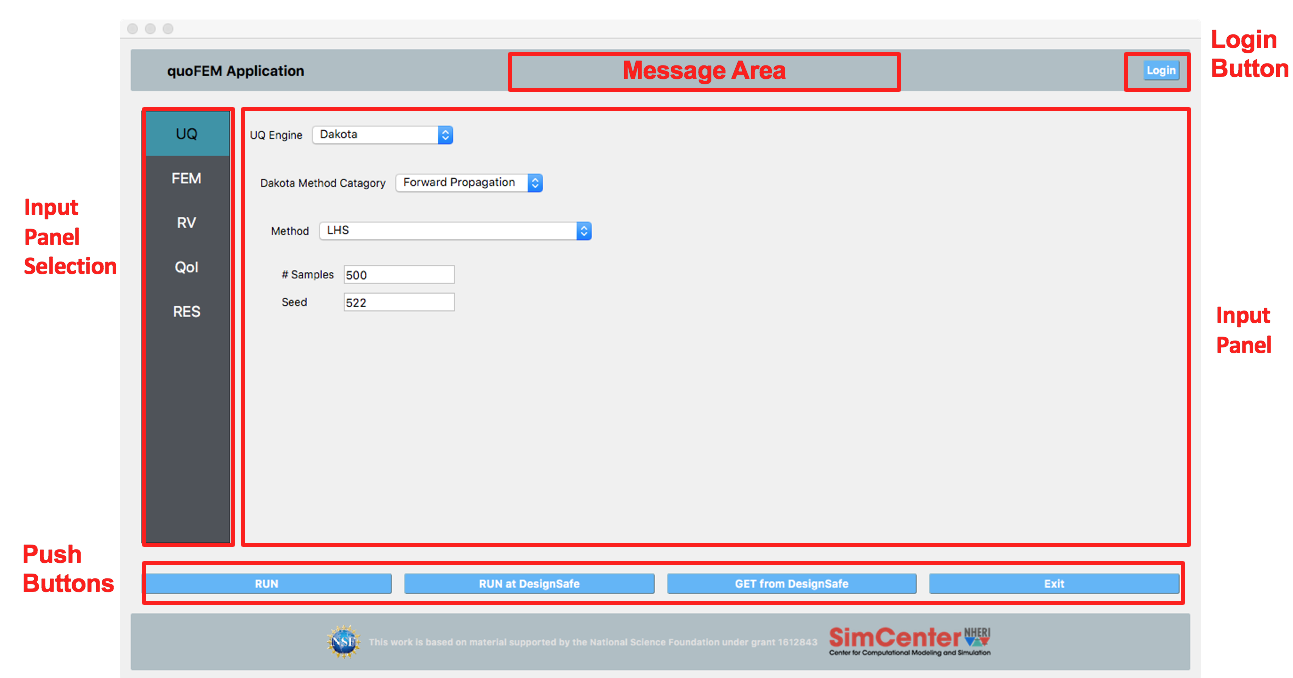 Login
Button
quoFEM Application
Message Area
Login
UQ
FEM
RV
QoI
RES
UQ Engine Dakota
Dakota Method Catagory Forward Propagation
Method LHS
# Samples 500
Seed 522
Input
Panel
Selection
Input
Panel
Push
Buttons
RUN
RUN at DesignSafe
GET from DesignSafe
Exit
NSF
This work is based on material supported by the National Science Foundation under grant 1612843
SimCenter NHERI
Center for Computational Modeling and Simulation